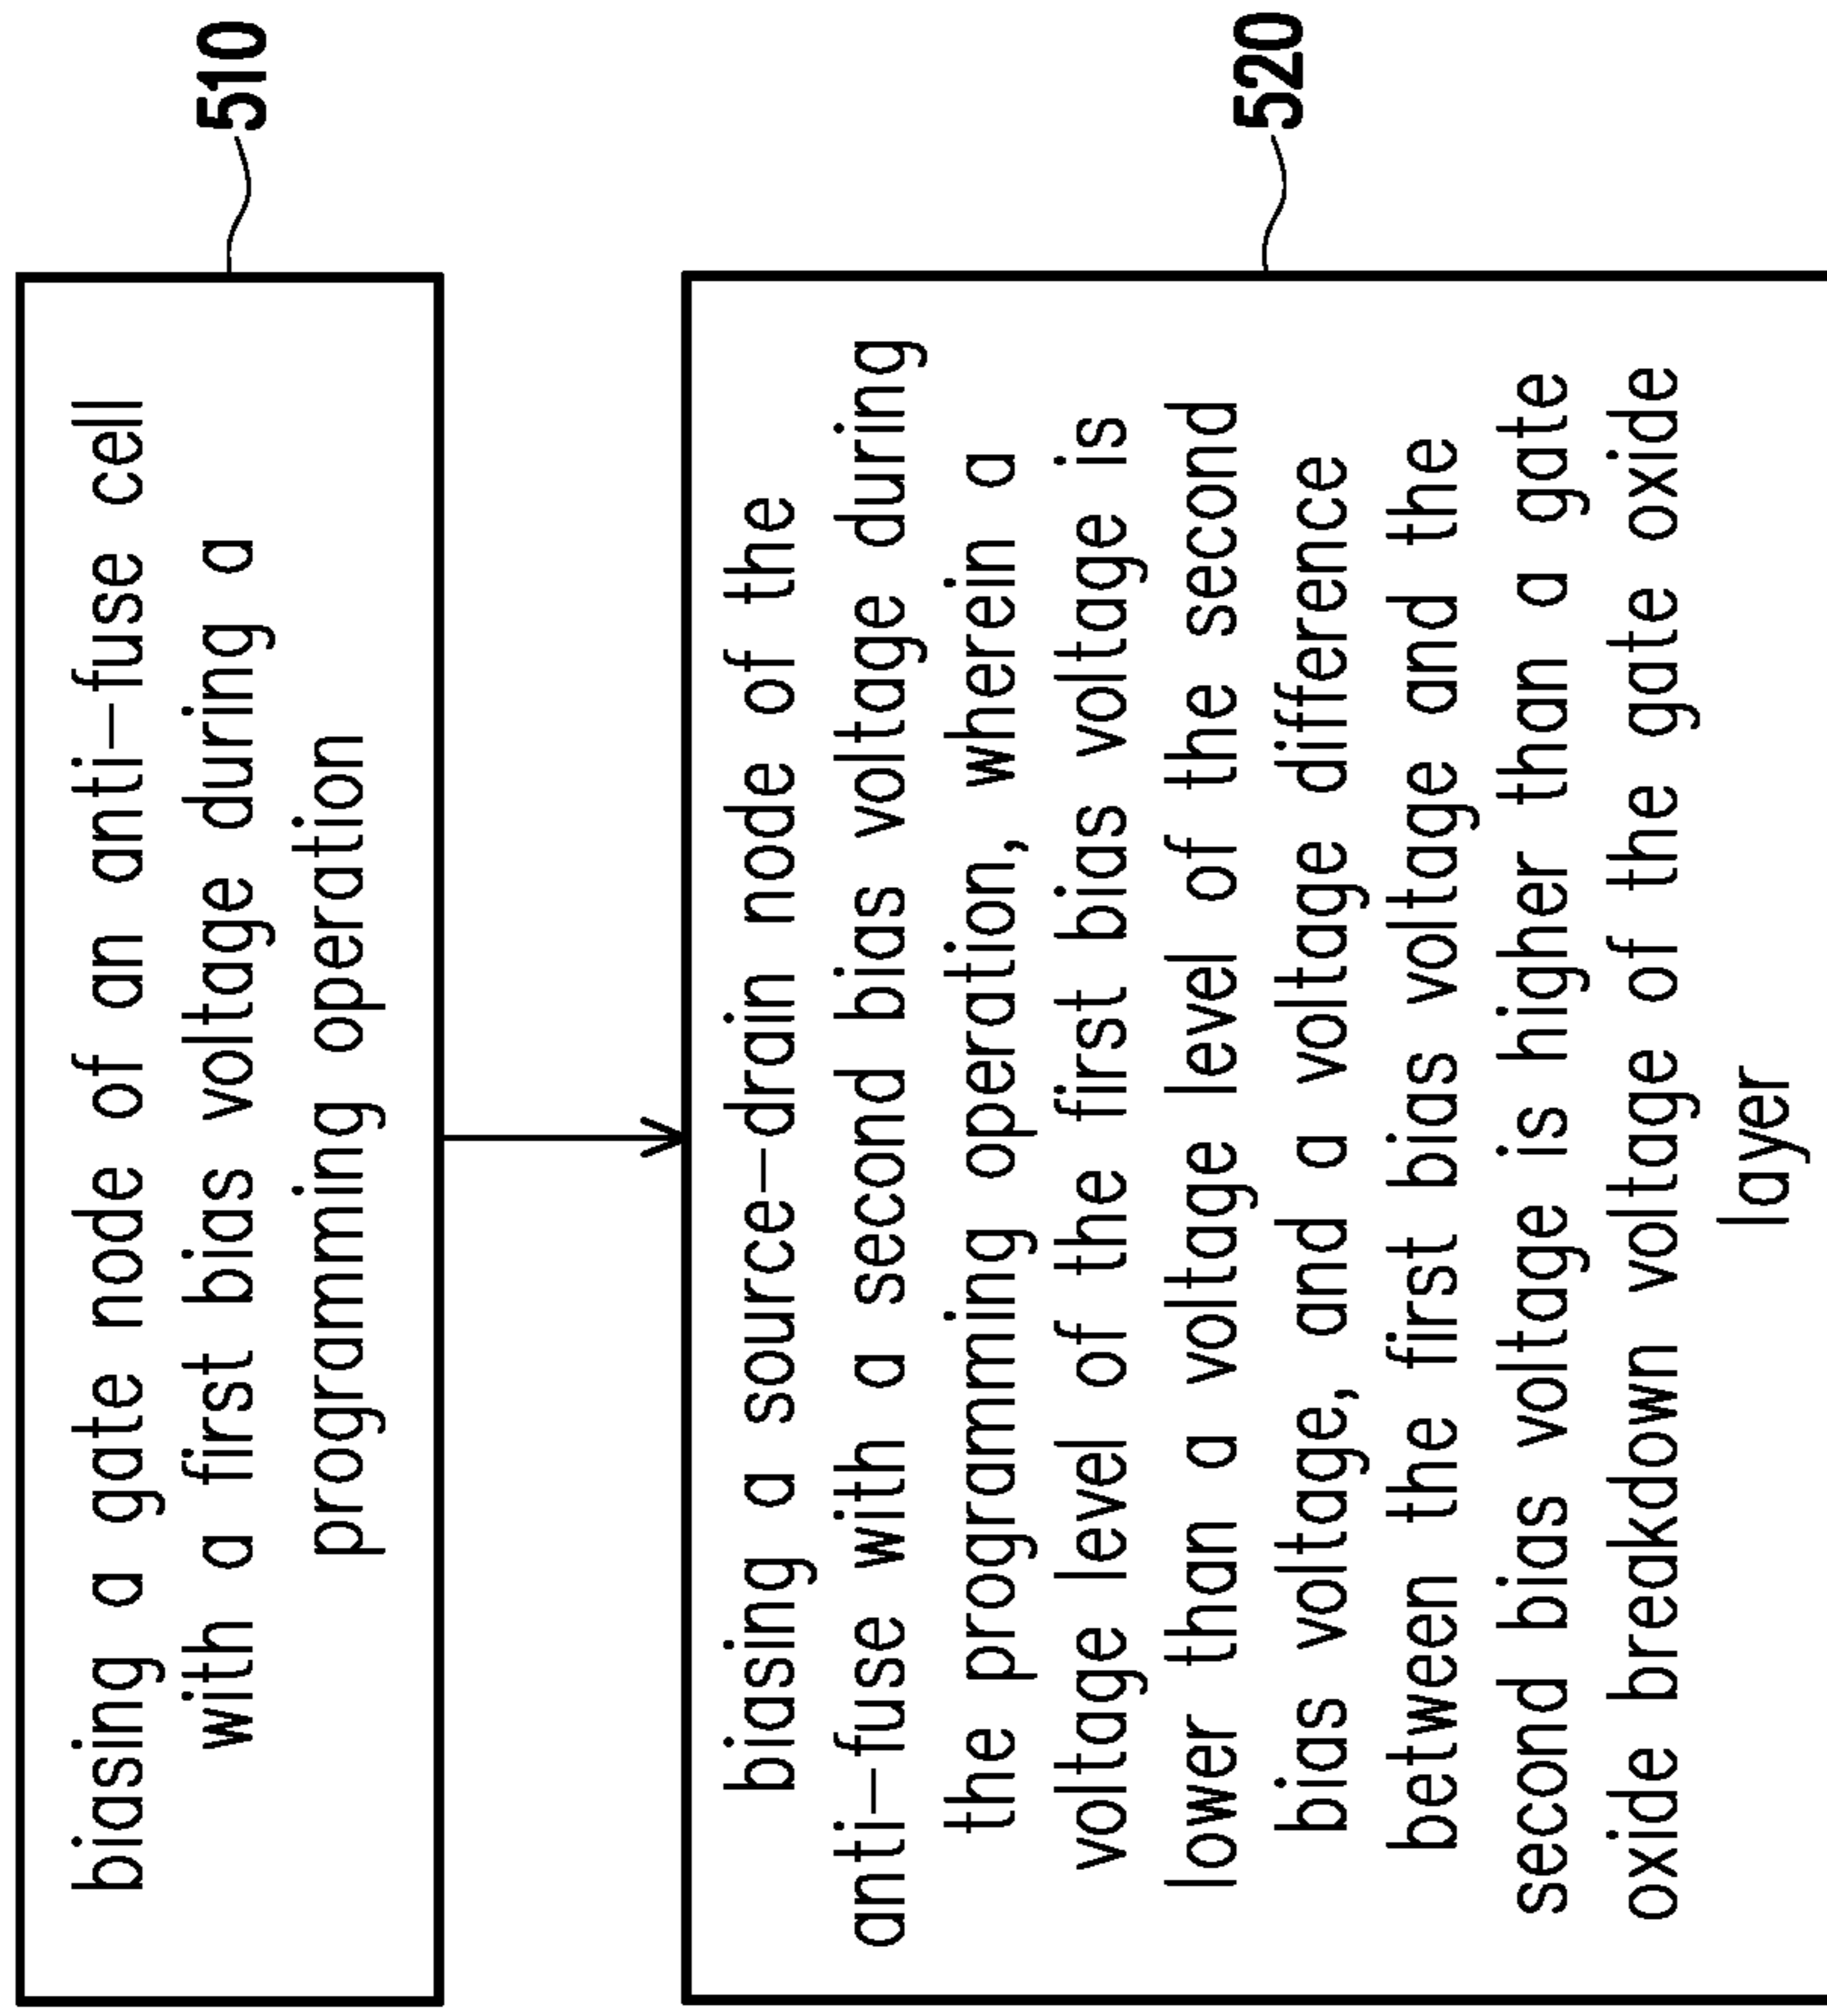 biasing a gate node of an anti-fuse cell
with a first bias voltage during a
programming operation
510
biasing a source-drain node of the
anti-fuse with a second bias voltage during
the programming operation, wherein a
voltage level of the first bias voltage is
lower than a voltage level of the second
bias voltage, and a voltage difference
between the first bias voltage and the
second bias voltage is higher than a gate
oxide breakdown voltage of the gate oxide
layer
520